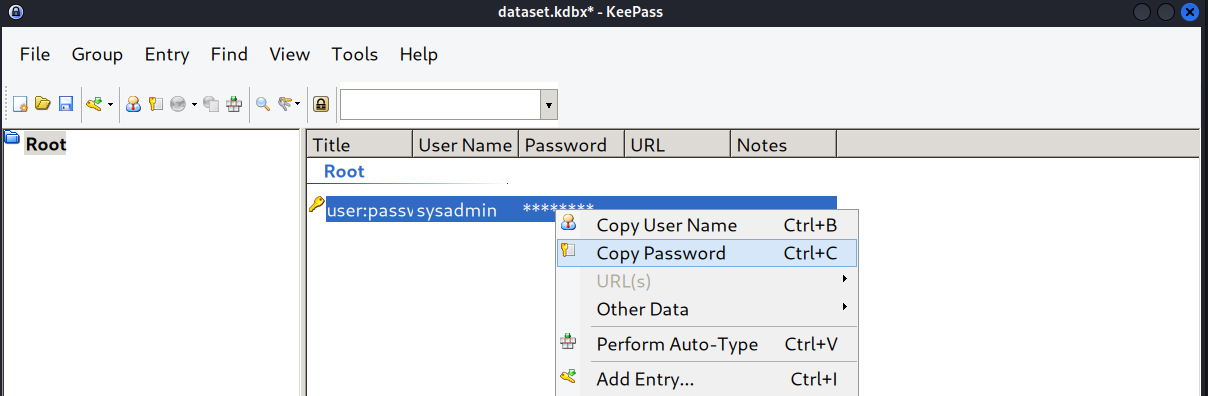 dataset.kdbx* - KeePass
File Group Entry Find View Tools Help
Root
Title User Name Password URL Notes
Root
user:passw sysadmin ********
Copy User Name Ctrl+B
Copy Password Ctrl+C
URL(s)
Other Data
Perform Auto-Type Ctrl+V
Add Entry... Ctrl+I